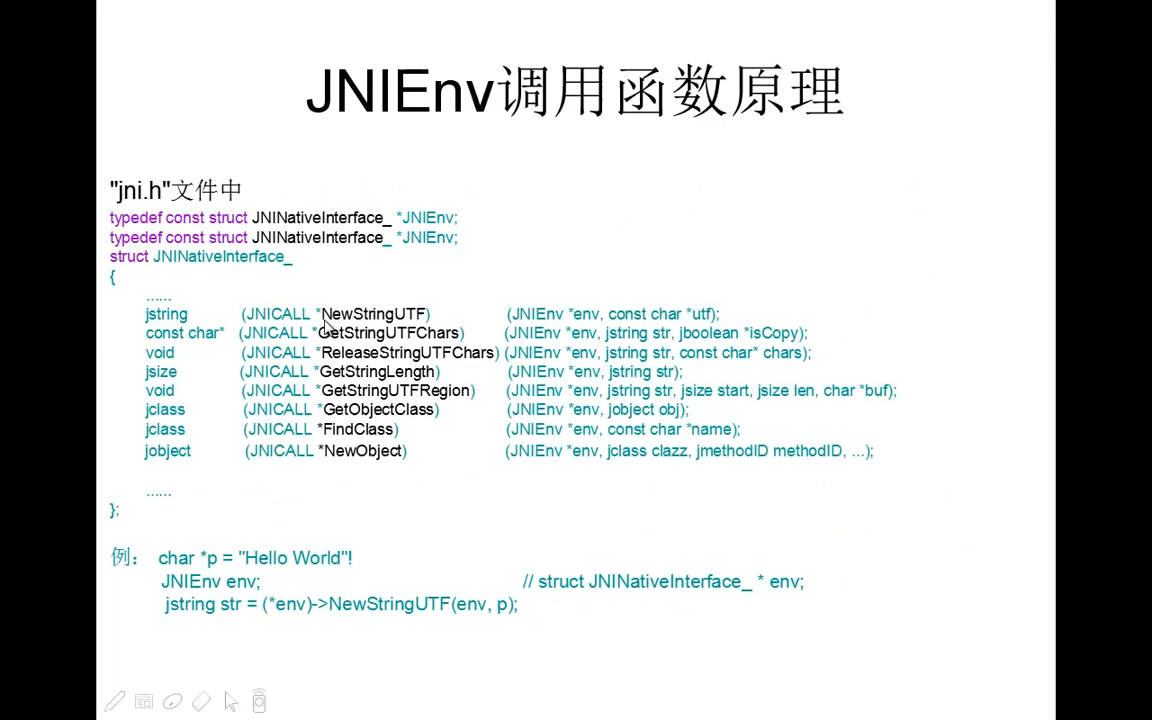 JNIEnv调用函数原理
"jni.h"文件中
typedef const struct JNINativeInterface_ *JNIEnv;
typedef const struct JNINativeInterface_ *JNIEnv;
struct JNINativeInterface_
{
......
jstring (JNICALL *NewStringUTF) (JNIEnv *env, const char *utf);
const char* (JNICALL *GetStringUTFChars) (JNIEnv *env, jstring str, jboolean *isCopy);
void (JNICALL *ReleaseStringUTFChars) (JNIEnv *env, jstring str, const char* chars);
jsize (JNICALL *GetStringLength) (JNIEnv *env, jstring str);
void (JNICALL *GetStringUTFRegion) (JNIEnv *env, jstring str, jsize start, jsize len, char *buf);
jclass (JNICALL *GetObjectClass) (JNIEnv *env, jobject obj);
jclass (JNICALL *FindClass) (JNIEnv *env, const char *name);
jobject (JNICALL *NewObject) (JNIEnv *env, jclass clazz, jmethodID methodID, ...);
......
};
例： char *p = "Hello World"!
JNIEnv env; // struct JNINativeInterface_ * env;
jstring str = (*env)->NewStringUTF(env, p);